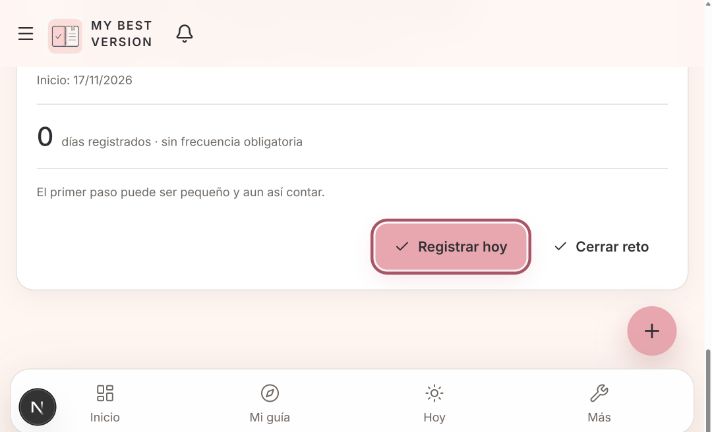 MY BEST
VERSION
Inicio: 17/11/2026
0 días registrados · sin frecuencia obligatoria
El primer paso puede ser pequeño y aun así contar.
Registrar hoy
Cerrar reto
N
Inicio
Mi guía
Hoy
Más